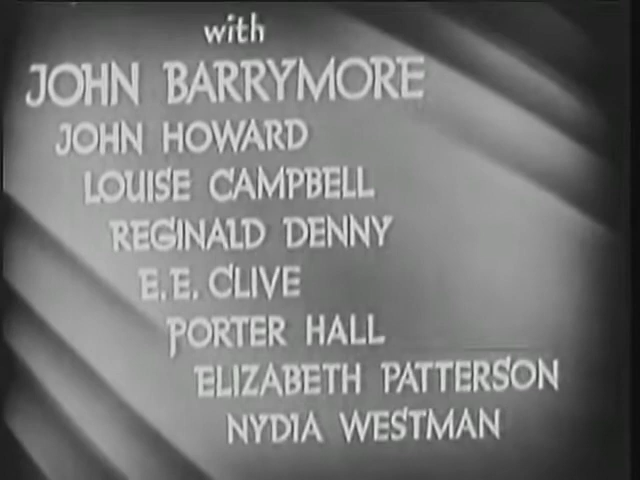 with
JOHN BARRYMORE
JOHN HOWARD
LOUISE CAMPBELL
REGINALD DENNY
E. E. CLIVE
PORTER HALL
ELIZABETH PATTERSON
NYDIA WESTMAN